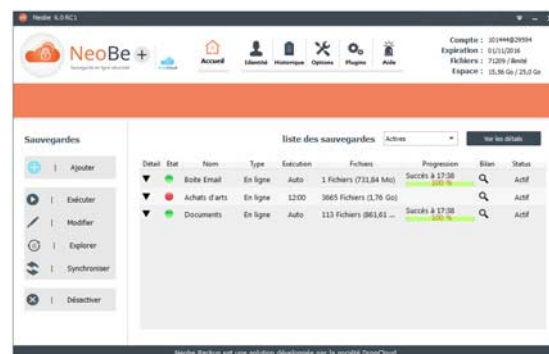 NeoBe 6.0 RC1
NeoBe +
Sauvegarde en ligne sécurisée
Accueil
Identité
Historique
Options
Plugins
Aide
Compte : 101444@29594
Expiration : 01/11/2016
Fichiers : 71209 / illimité
Espace : 15,56 Go / 25,0 Go
Sauvegardes
liste des sauvegardes
Actives
Voir les détails
Ajouter
Exécuter
Modifier
Explorer
Synchroniser
Désactiver
Détail Etat Nom Type Exécution Fichiers Progression Bilan Status
Boite Email En ligne Auto 1 Fichiers (731,84 Mo) Succès à 17:38 100 % Actif
Achats d'arts En ligne 12:00 3665 Fichiers (1,76 Go) Actif
Documents En ligne Auto 113 Fichiers (861,61 ... Succès à 17:38 100 % Actif
Neobe Backup est une solution développée par la société DropCloud